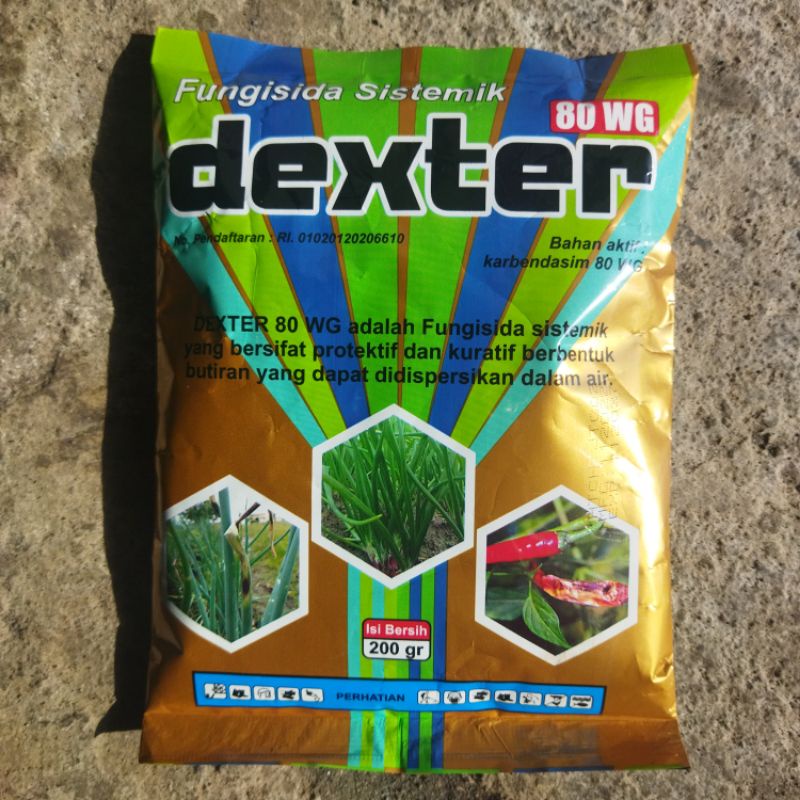 Fungisida Sistemik
80 WG
dexter
No. Pendaftaran : RI. 01020120206610
Bahan aktif :
karbendasim 80 WG
DEXTER 80 WG adalah Fungisida sistemik
yang bersifat protektif dan kuratif berbentuk
butiran yang dapat didispersikan dalam air.
Isi Bersih
200 gr
PERHATIAN